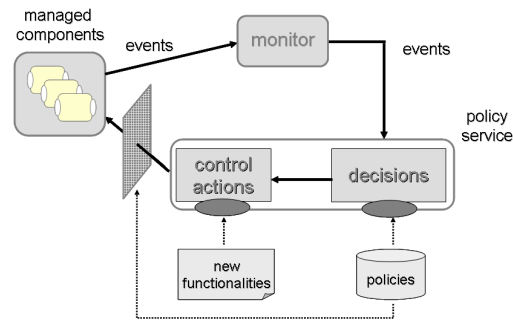 managed
components
events
monitor
events
policy
service
control
actions
decisions
new
functionalities
policies